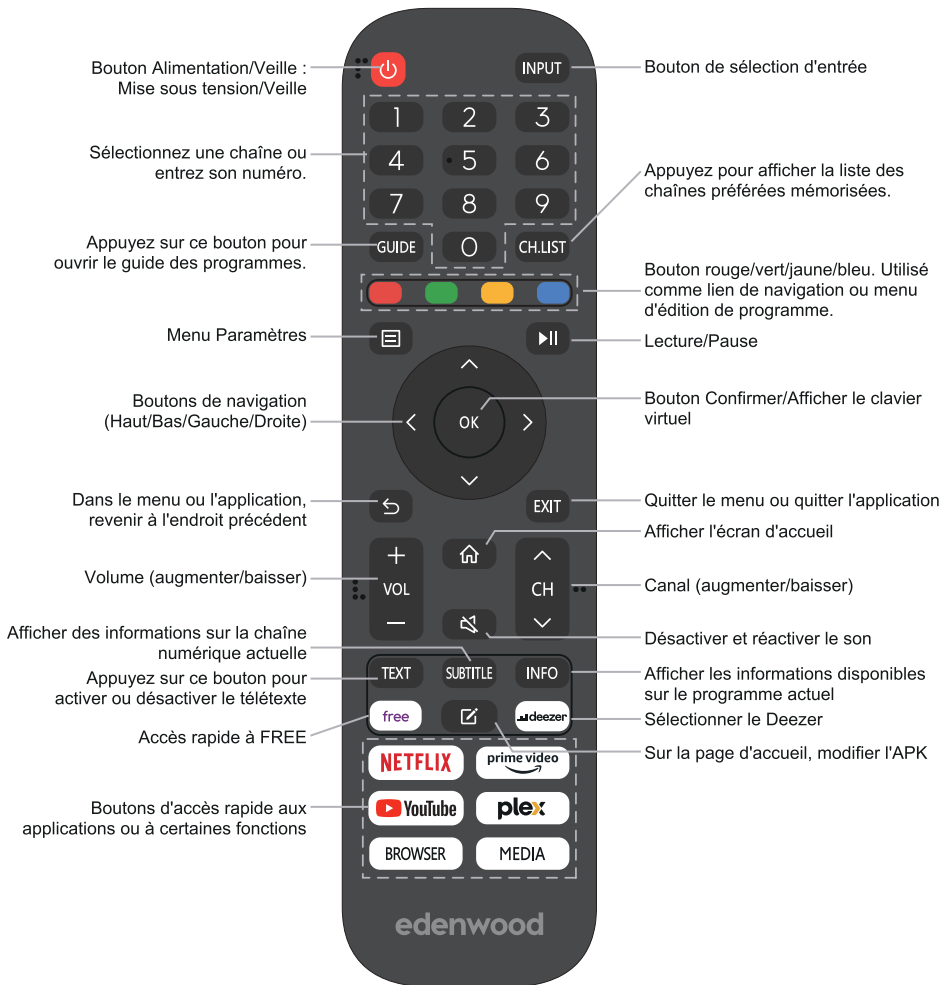 Bouton Alimentation/Veille :
Mise sous tension/Veille
INPUT
Bouton de sélection d'entrée
1 2 3
4 5 6
7 8 9
Sélectionnez une chaîne ou
entrez son numéro.
Appuyez pour afficher la liste des
chaînes préférées mémorisées.
GUIDE 0 CH.LIST
Appuyez sur ce bouton pour
ouvrir le guide des programmes.
Bouton rouge/vert/jaune/bleu. Utilisé
comme lien de navigation ou menu
d'édition de programme.
Menu Paramètres
Lecture/Pause
Boutons de navigation
(Haut/Bas/Gauche/Droite)
OK
Bouton Confirmer/Afficher le clavier
virtuel
Dans le menu ou l'application,
revenir à l'endroit précédent
EXIT
Quitter le menu ou quitter l'application
Afficher l'écran d'accueil
Volume (augmenter/baisser)
+
VOL
−
CH
Canal (augmenter/baisser)
Désactiver et réactiver le son
Afficher des informations sur la chaîne
numérique actuelle
TEXT SUBTITLE INFO
Appuyez sur ce bouton pour
activer ou désactiver le télétexte
Afficher les informations disponibles
sur le programme actuel
free deezer
Sélectionner le Deezer
Accès rapide à FREE
Sur la page d'accueil, modifier l'APK
NETFLIX prime video
YouTube plex
Boutons d'accès rapide aux
applications ou à certaines fonctions
BROWSER MEDIA
edenwood